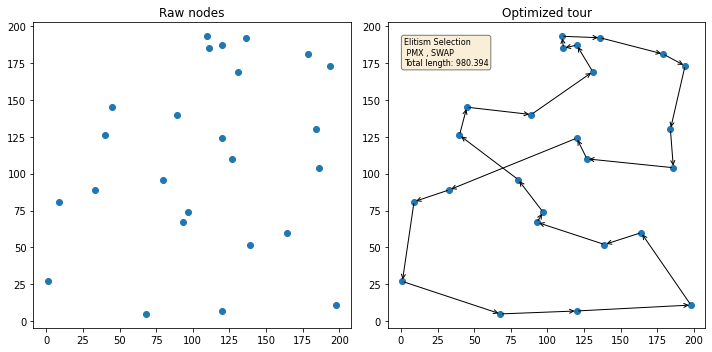 Raw nodes
200
175
150
125
100
75
50
25
0
0 25 50 75 100 125 150 175 200
Optimized tour
Elitism Selection
PMX , SWAP
Total length: 980.394
200
175
150
125
100
75
50
25
0
0 25 50 75 100 125 150 175 200